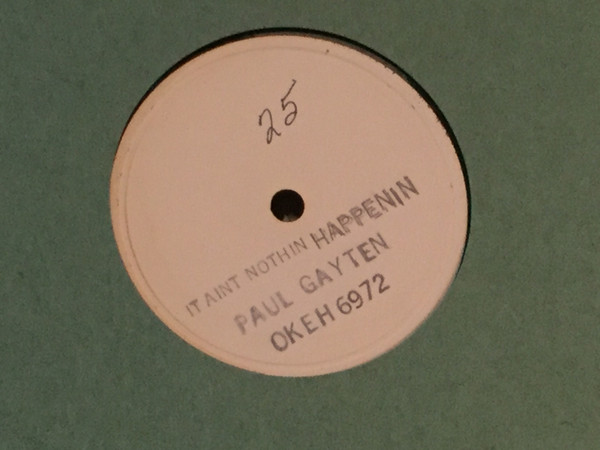 25
IT AINT NOTHIN HAPPENIN
PAUL GAYTEN
OKEH 6972